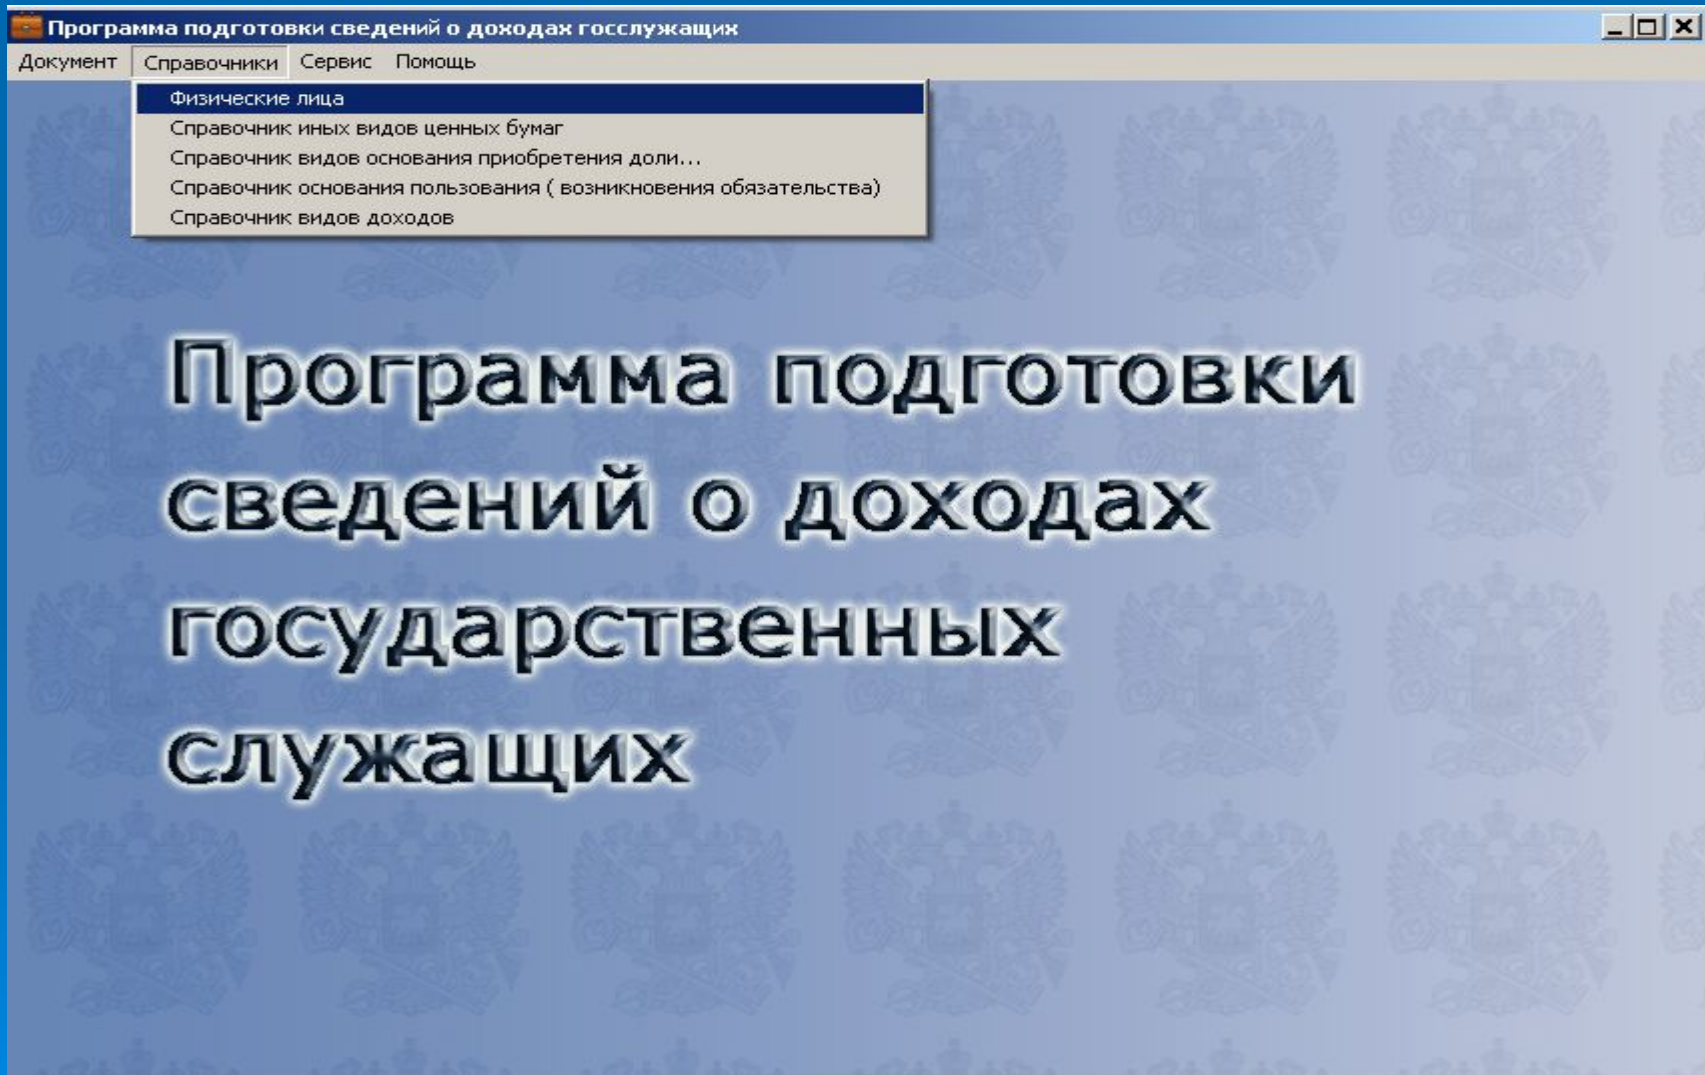 Программа подготовки сведений о доходах госслужащих
Документ Справочники Сервис Помощь
Физические лица
Справочник иных видов ценных бумаг
Справочник видов основания приобретения доли...
Справочник основания пользования ( возникновения обязательства)
Справочник видов доходов
Программа подготовки
сведений о доходах
государственных
служащих